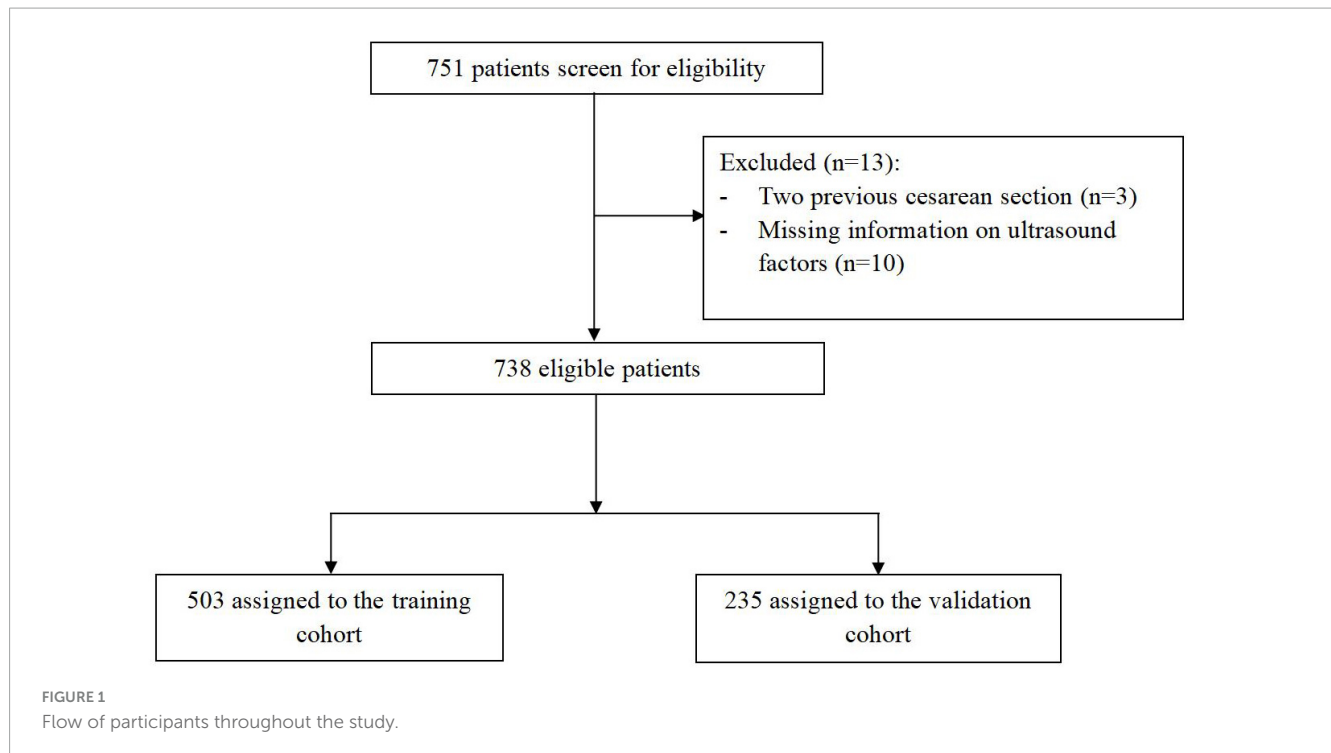 751 patients screen for eligibility
Excluded (n=13):
- Two previous cesarean section (n=3)
- Missing information on ultrasound
factors (n=10)
738 eligible patients
503 assigned to the training
cohort
235 assigned to the validation
cohort
FIGURE 1
Flow of participants throughout the study.